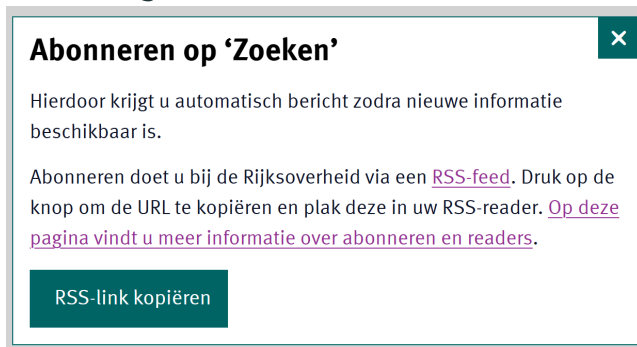 Abonneren op ‘Zoeken’
Hierdoor krijgt u automatisch bericht zodra nieuwe informatie
beschikbaar is.
Abonneren doet u bij de Rijksoverheid via een RSS-feed. Druk op de
knop om de URL te kopiëren en plak deze in uw RSS-reader. Op deze
pagina vindt u meer informatie over abonneren en readers.
RSS-link kopiëren